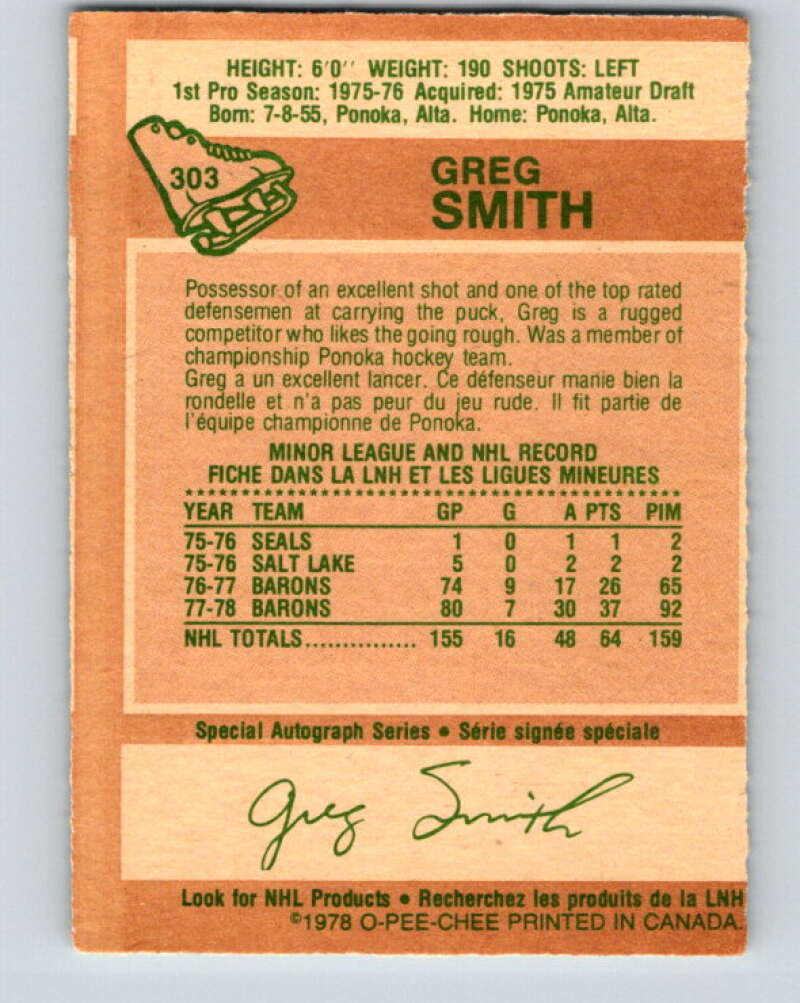 HEIGHT: 6'0'' WEIGHT: 190 SHOOTS: LEFT
1st Pro Season: 1975-76 Acquired: 1975 Amateur Draft
Born: 7-8-55, Ponoka, Alta. Home: Ponoka, Alta.
303
GREG
SMITH
Possessor of an excellent shot and one of the top rated
defensemen at carrying the puck, Greg is a rugged
competitor who likes the going rough. Was a member of
championship Ponoka hockey team.
Greg a un excellent lancer. Ce défenseur manie bien la
rondelle et n'a pas peur du jeu rude. Il fit partie de
l'équipe championne de Ponoka.
MINOR LEAGUE AND NHL RECORD
FICHE DANS LA LNH ET LES LIGUES MINEURES
YEAR TEAM GP G A PTS PIM
75-76 SEALS 1 0 1 1 2
75-76 SALT LAKE 5 0 2 2 2
76-77 BARONS 74 9 17 26 65
77-78 BARONS 80 7 30 37 92
NHL TOTALS............... 155 16 48 64 159
Special Autograph Series • Série signée spéciale
Greg Smith
Look for NHL Products • Recherchez les produits de la LNH
©1978 O-PEE-CHEE PRINTED IN CANADA.